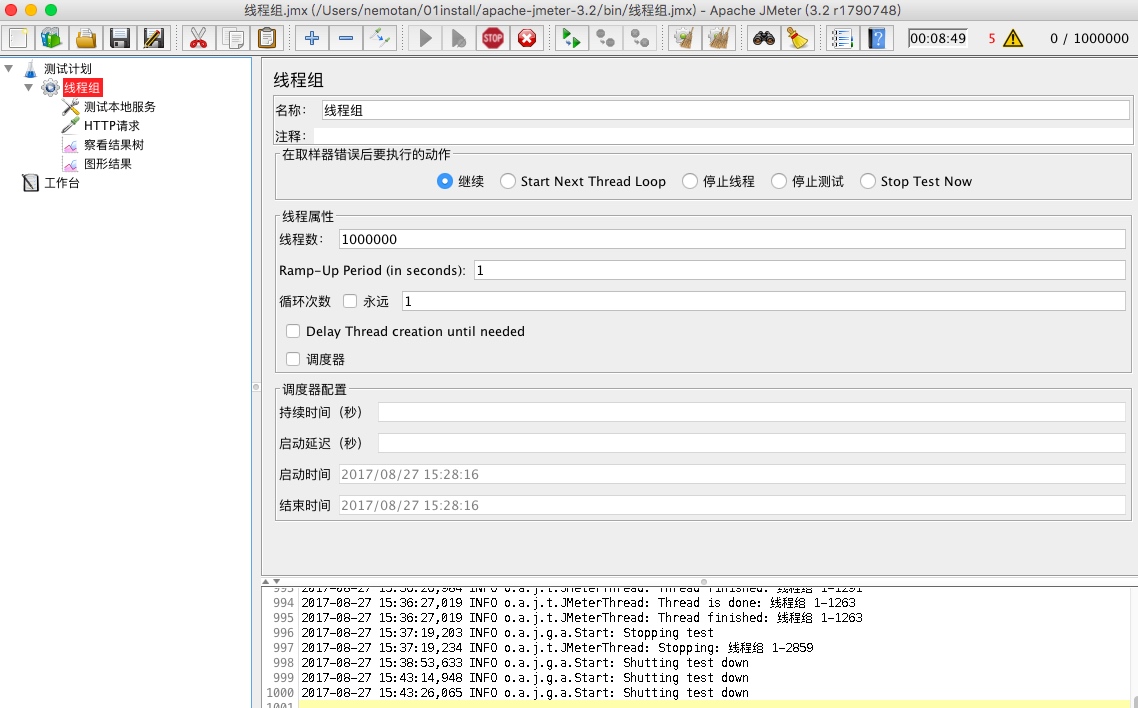 线程组.jmx (/Users/nemotan/01install/apache-jmeter-3.2/bin/线程组.jmx) - Apache JMeter (3.2 r1790748)
STOP 00:08:49 5 0 / 1000000
测试计划
线程组
测试本地服务
HTTP请求
察看结果树
图形结果
工作台
线程组
名称： 线程组
注释：
在取样器错误后要执行的动作
继续 Start Next Thread Loop 停止线程 停止测试 Stop Test Now
线程属性
线程数： 1000000
Ramp-Up Period (in seconds): 1
循环次数 永远 1
Delay Thread creation until needed
调度器
调度器配置
持续时间（秒）
启动延迟（秒）
启动时间 2017/08/27 15:28:16
结束时间 2017/08/27 15:28:16
993 2017-08-27 15:36:26,984 INFO o.a.j.t.JMeterThread: Thread finished: 线程组 1-1291
994 2017-08-27 15:36:27,019 INFO o.a.j.t.JMeterThread: Thread is done: 线程组 1-1263
995 2017-08-27 15:36:27,019 INFO o.a.j.t.JMeterThread: Thread finished: 线程组 1-1263
996 2017-08-27 15:37:19,203 INFO o.a.j.g.a.Start: Stopping test
997 2017-08-27 15:37:19,234 INFO o.a.j.t.JMeterThread: Stopping: 线程组 1-2859
998 2017-08-27 15:38:53,633 INFO o.a.j.g.a.Start: Shutting test down
999 2017-08-27 15:43:14,948 INFO o.a.j.g.a.Start: Shutting test down
1000 2017-08-27 15:43:26,065 INFO o.a.j.g.a.Start: Shutting test down
1001